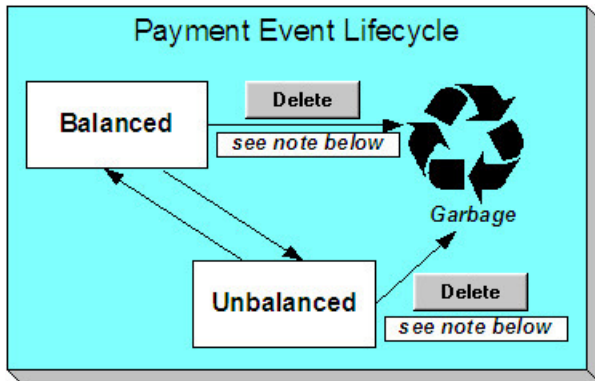 Payment Event Lifecycle
Delete
Balanced
see note below
Garbage
Unbalanced
Delete
see note below